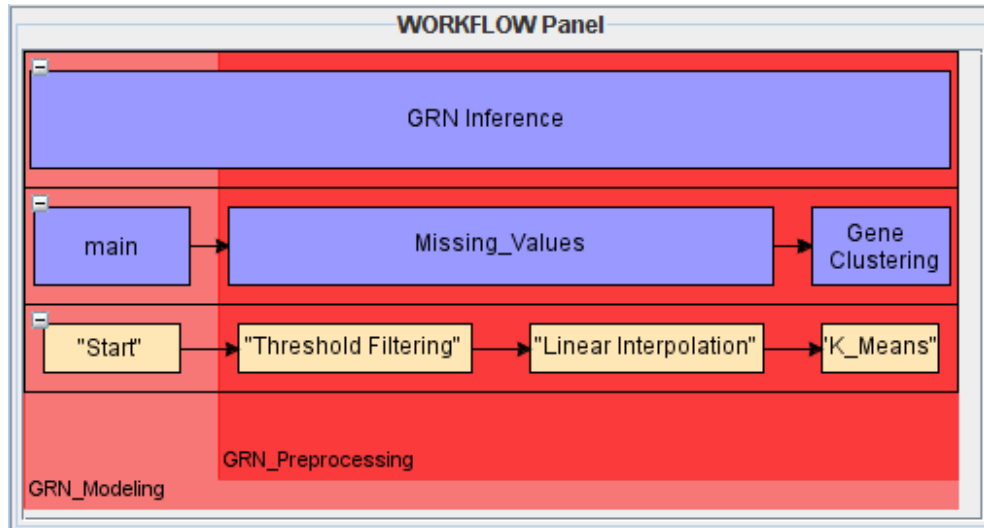 WORKFLOW Panel
GRN Inference
main
Missing_Values
Gene
Clustering
"Start"
"Threshold Filtering"
"Linear Interpolation"
"K_Means"
GRN_Preprocessing
GRN_Modeling